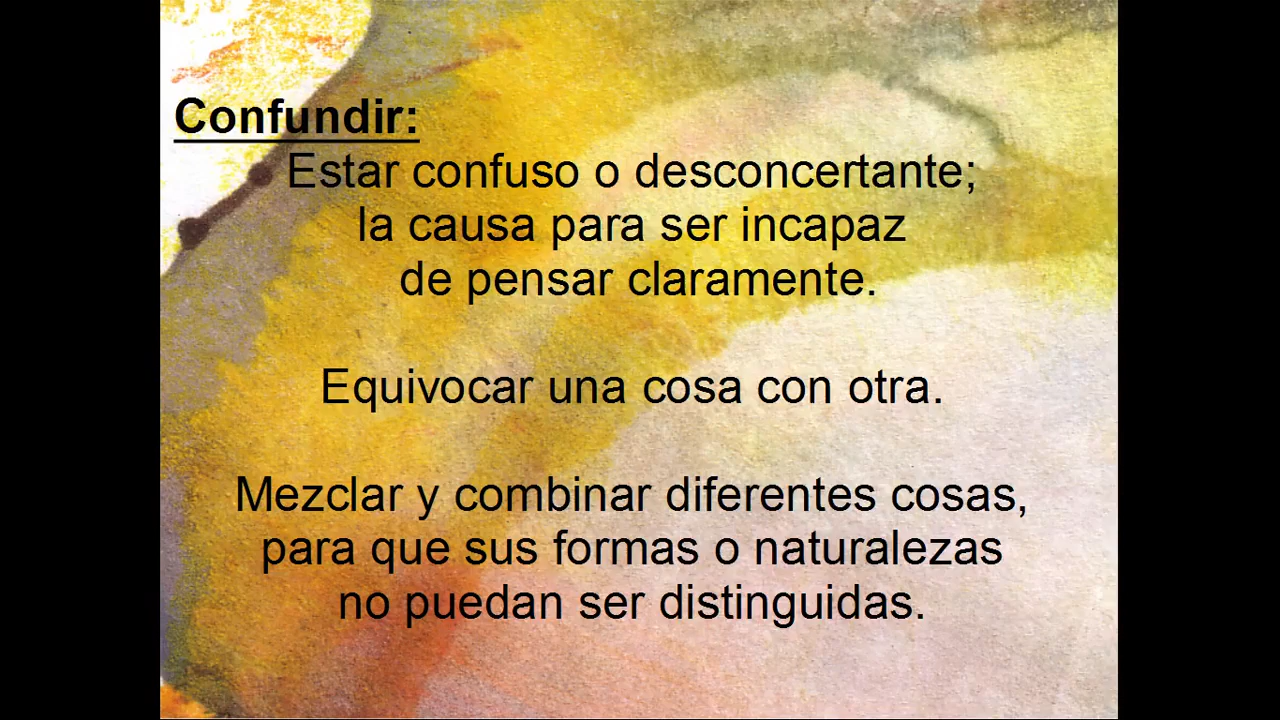 Confundir:
Estar confuso o desconcertante;
la causa para ser incapaz
de pensar claramente.
Equivocar una cosa con otra.
Mezclar y combinar diferentes cosas,
para que sus formas o naturalezas
no puedan ser distinguidas.